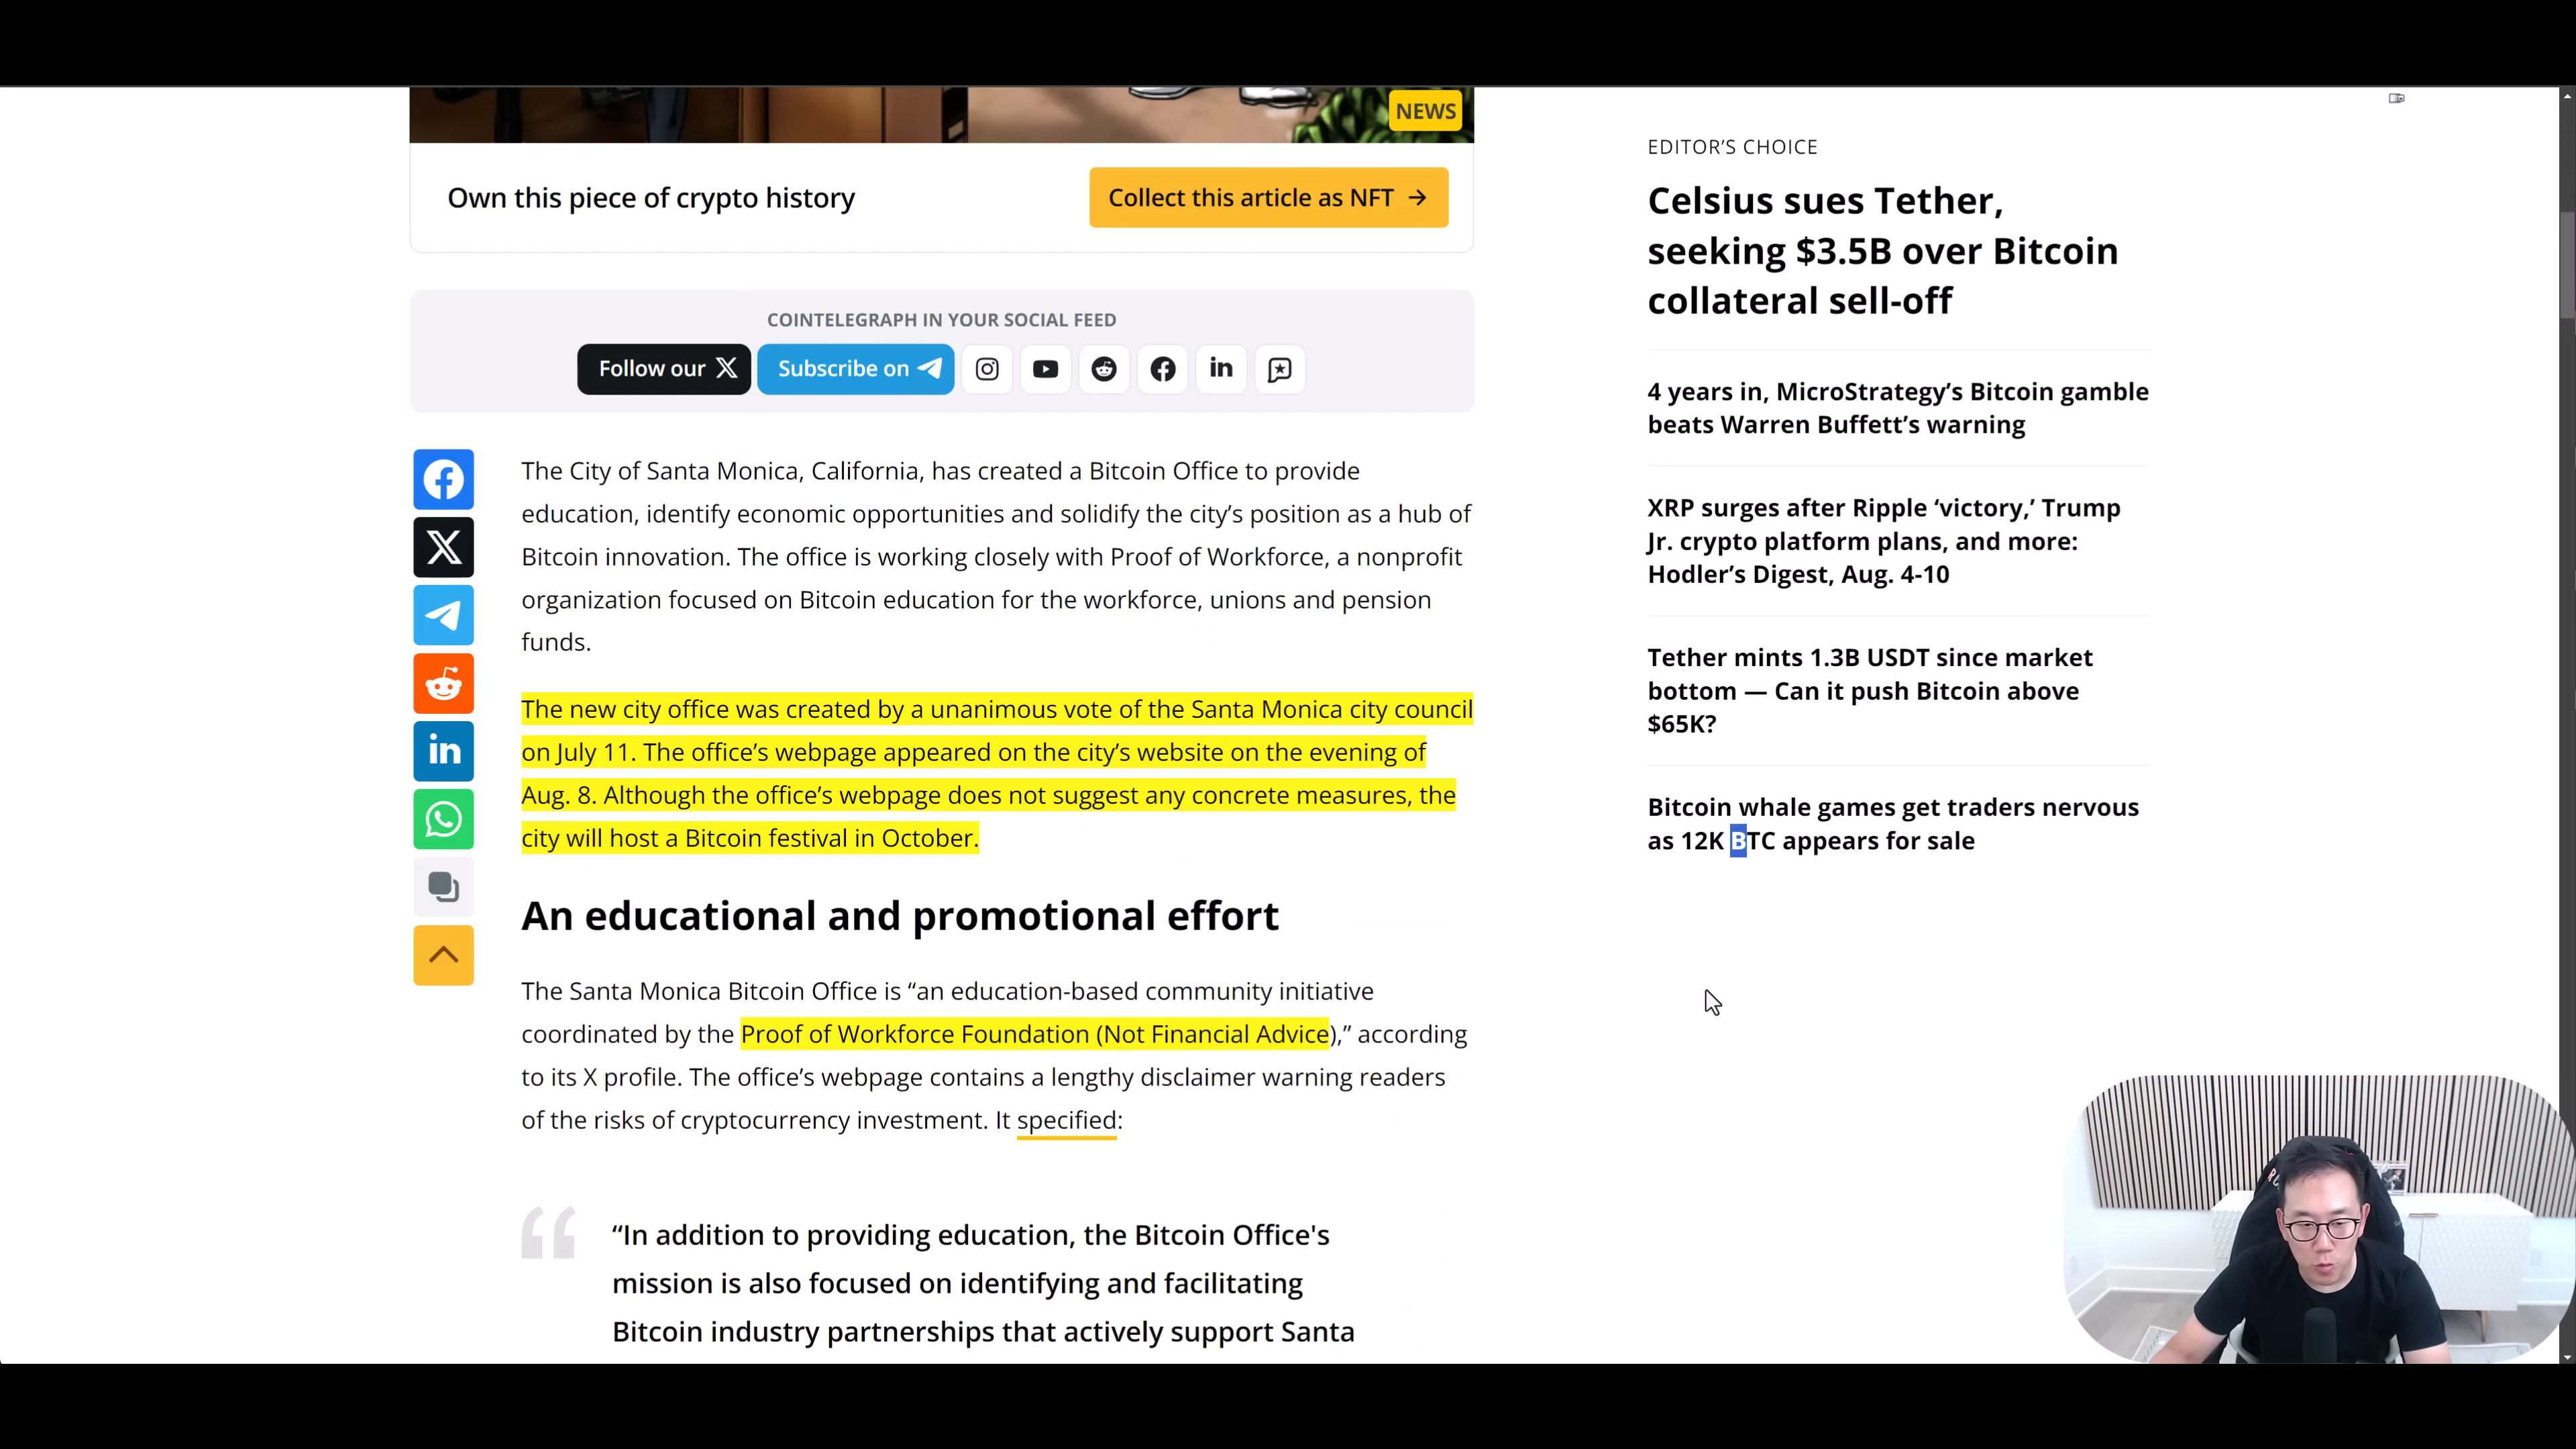 NEWS
Own this piece of crypto history
Collect this article as NFT →
COINTELEGRAPH IN YOUR SOCIAL FEED
Follow our X
Subscribe on
The City of Santa Monica, California, has created a Bitcoin Office to provide
education, identify economic opportunities and solidify the city’s position as a hub of
Bitcoin innovation. The office is working closely with Proof of Workforce, a nonprofit
organization focused on Bitcoin education for the workforce, unions and pension
funds.
The new city office was created by a unanimous vote of the Santa Monica city council
on July 11. The office’s webpage appeared on the city’s website on the evening of
Aug. 8. Although the office’s webpage does not suggest any concrete measures, the
city will host a Bitcoin festival in October.
An educational and promotional effort
The Santa Monica Bitcoin Office is “an education-based community initiative
coordinated by the Proof of Workforce Foundation (Not Financial Advice),” according
to its X profile. The office’s webpage contains a lengthy disclaimer warning readers
of the risks of cryptocurrency investment. It specified:
“In addition to providing education, the Bitcoin Office's
mission is also focused on identifying and facilitating
Bitcoin industry partnerships that actively support Santa
EDITOR’S CHOICE
Celsius sues Tether,
seeking $3.5B over Bitcoin
collateral sell-off
4 years in, MicroStrategy’s Bitcoin gamble
beats Warren Buffett’s warning
XRP surges after Ripple ‘victory,’ Trump
Jr. crypto platform plans, and more:
Hodler’s Digest, Aug. 4-10
Tether mints 1.3B USDT since market
bottom — Can it push Bitcoin above
$65K?
Bitcoin whale games get traders nervous
as 12K BTC appears for sale